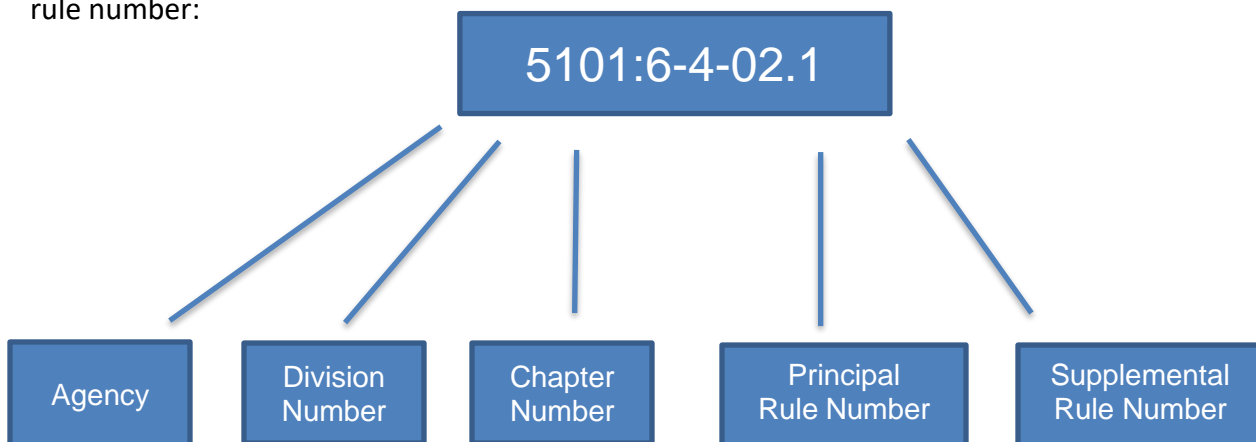 rule number:
5101:6-4-02.1
Agency
Division
Number
Chapter
Number
Principal
Rule Number
Supplemental
Rule Number